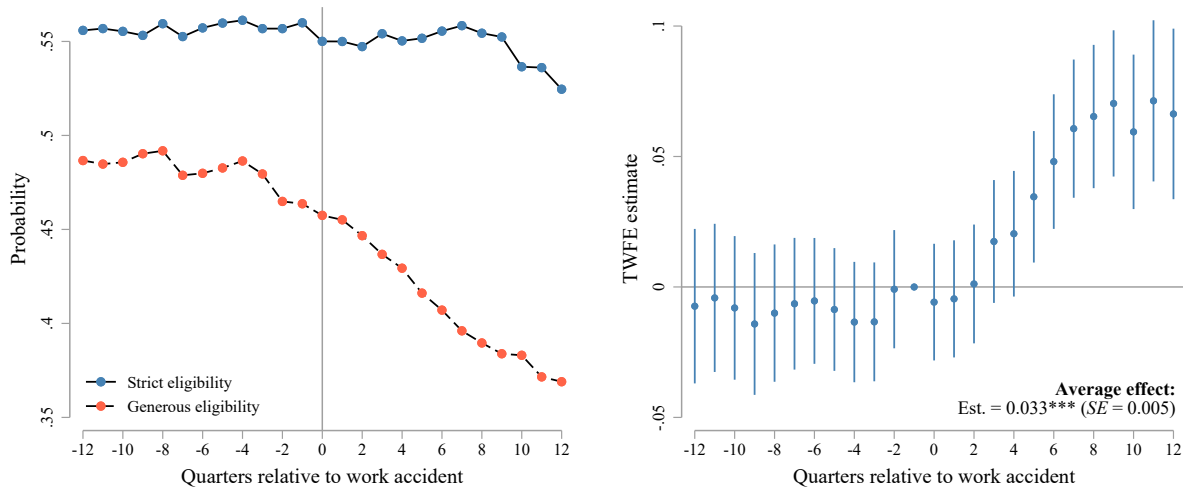 .55
.5
.45
.4
.35
Probability
Strict eligibility
Generous eligibility
-12 -10 -8 -6 -4 -2 0 2 4 6 8 10 12
Quarters relative to work accident
.1
.05
0
-.05
TWFE estimate
Average effect:
Est. = 0.033*** (SE = 0.005)
-12 -10 -8 -6 -4 -2 0 2 4 6 8 10 12
Quarters relative to work accident